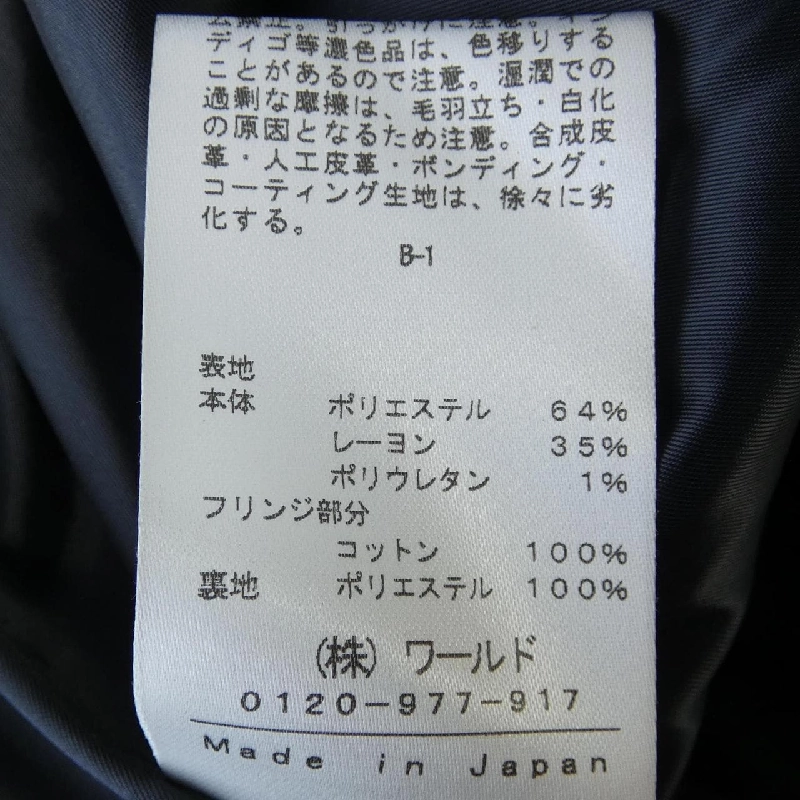 ディゴ等濃色品は、色移りする
ことがあるので注意。湿潤での
過剰な摩擦は、毛羽立ち・白化
の原因となるため注意。合成皮
革・人工皮革・ボンディング・
コーティング生地は、徐々に劣
化する。
B-1
表地
本体 ポリエステル 64%
レーヨン 35%
ポリウレタン 1%
フリンジ部分
コットン 100%
裏地 ポリエステル 100%
(株) ワールド
0120-977-917
Made in Japan